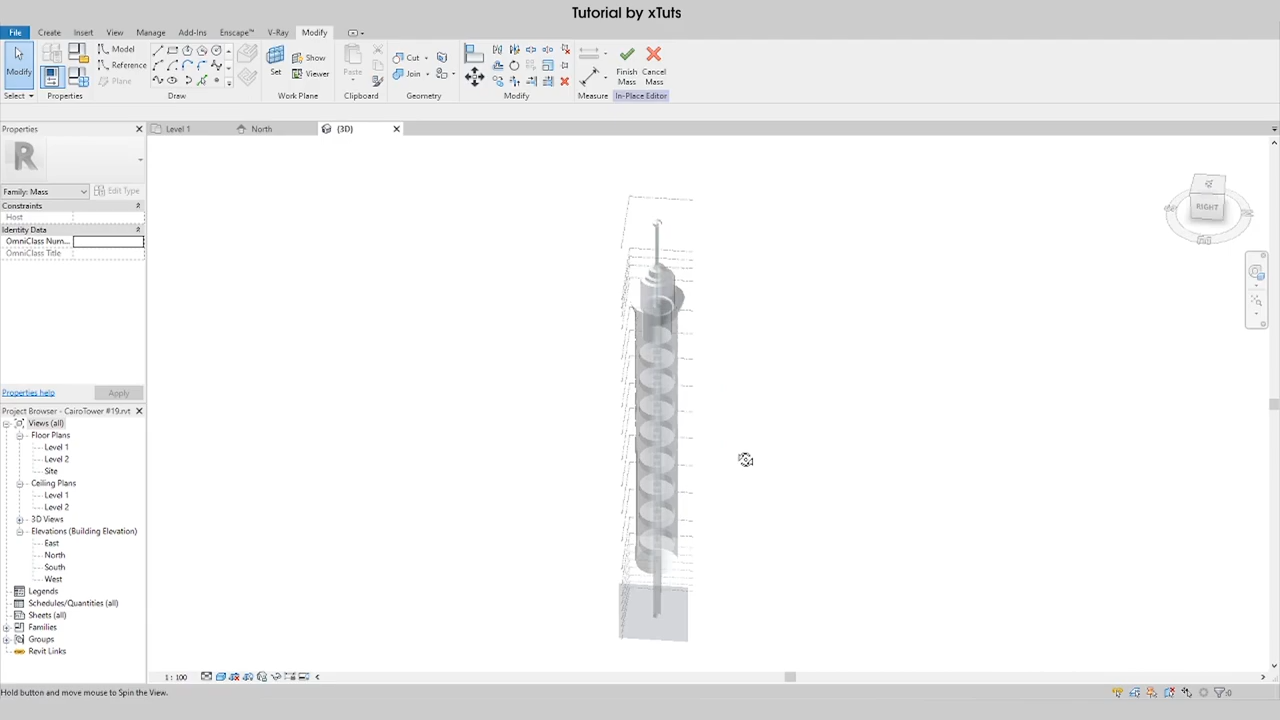 Tutorial by xTuts
File Create Insert View Manage Add-Ins Enscape™ V-Ray Modify
Modify
Model
Reference
Plane
Set
Show
Viewer
Paste
Cut
Join
Finish Mass
Cancel Mass
Select Properties Draw Work Plane Clipboard Geometry Modify Measure In-Place Editor
Properties
Level 1
North
(3D)
R
Family: Mass
Edit Type
Constraints
Host
Identity Data
OmniClass Num...
OmniClass Title
RIGHT
Properties help
Apply
Project Browser - CairoTower #19.rvt
Views (all)
Floor Plans
Level 1
Level 2
Site
Ceiling Plans
Level 1
Level 2
3D Views
Elevations (Building Elevation)
East
North
South
West
Legends
Schedules/Quantities (all)
Sheets (all)
Families
Groups
Revit Links
1 : 100
Hold button and move mouse to Spin the View.
:0